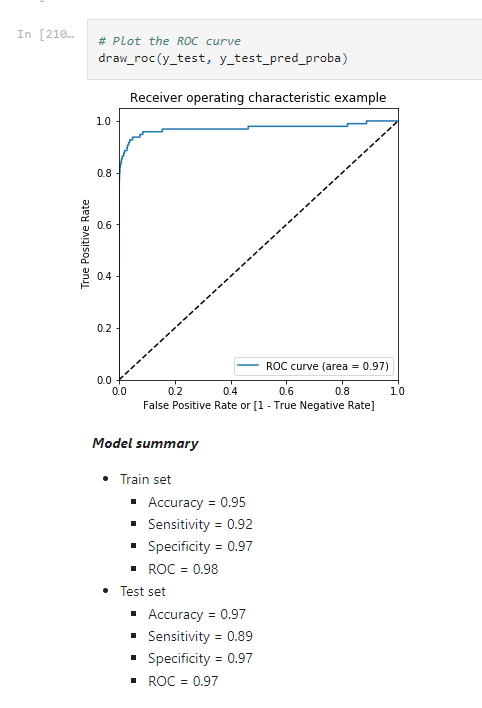 In [210...
# Plot the ROC curve
draw_roc(y_test, y_test_pred_proba)
Receiver operating characteristic example
1.0
0.8
0.6
0.4
0.2
0.0
True Positive Rate
ROC curve (area = 0.97)
0.0 0.2 0.4 0.6 0.8 1.0
False Positive Rate or [1 - True Negative Rate]
Model summary
• Train set
▪ Accuracy = 0.95
▪ Sensitivity = 0.92
▪ Specificity = 0.97
▪ ROC = 0.98
• Test set
▪ Accuracy = 0.97
▪ Sensitivity = 0.89
▪ Specificity = 0.97
▪ ROC = 0.97